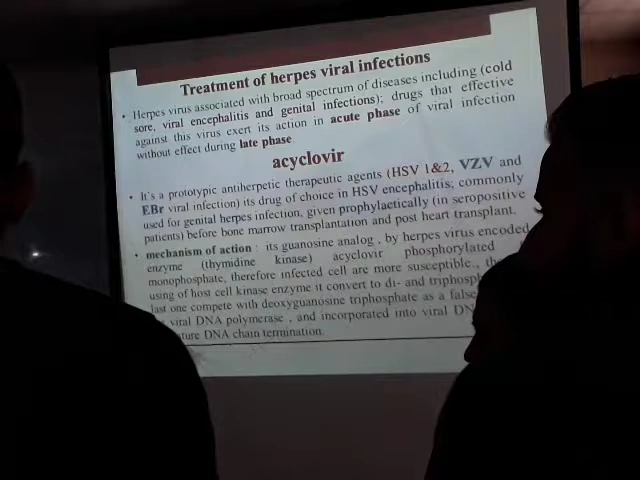 Treatment of herpes viral infections
• Herpes virus associated with broad spectrum of diseases including (cold
sore, viral encephalitis and genital infections); drugs that effective
against this virus exert its action in acute phase of viral infection
without effect during late phase.
acyclovir
• It's a prototypic antiherpetic therapeutic agents (HSV 1&2, VZV and
EBr viral infection) its drug of choice in HSV encephalitis; commonly
used for genital herpes infection, given prophylactically (in seropositive
patients) before bone marrow transplantation and post heart transplant.
• mechanism of action : its guanosine analog , by herpes virus encoded
enzyme (thymidine kinase) acyclovir phosphorylated
monophosphate, therefore infected cell are more susceptible.,
using of host cell kinase enzyme it convert to di- and
last one compete with deoxyguanosine triphosphate as a false
viral DNA polymerase , and incorporated into viral
DNA chain termination.